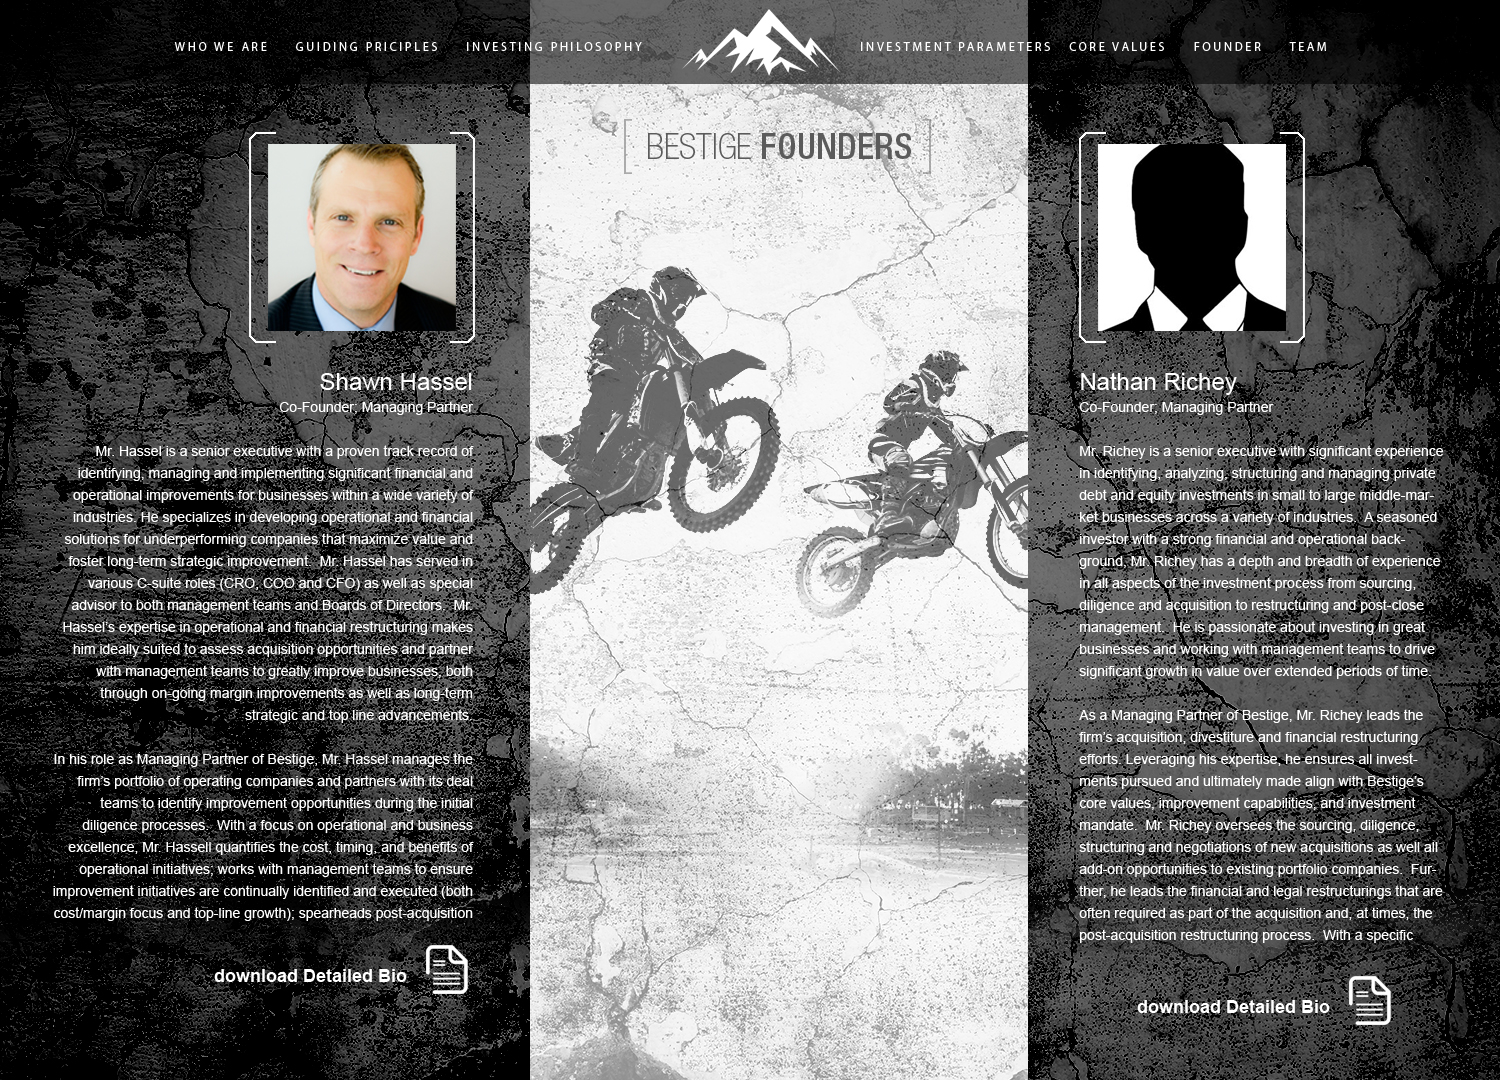 WHO WE ARE
GUIDING PRICIPLES
INVESTING PHILOSOPHY
INVESTMENT PARAMETERS
CORE VALUES
FOUNDER
TEAM
BESTIGE FOUNDERS
Shawn Hassel
Co-Founder; Managing Partner
Mr. Hassel is a senior executive with a proven track record of
identifying, managing and implementing significant financial and
operational improvements for businesses within a wide variety of
industries. He specializes in developing operational and financial
solutions for underperforming companies that maximize value and
foster long-term strategic improvement.  Mr. Hassel has served in
various C-suite roles (CRO, COO and CFO) as well as special
advisor to both management teams and Boards of Directors.  Mr.
Hassel's expertise in operational and financial restructuring makes
him ideally suited to assess acquisition opportunities and partner
with management teams to greatly improve businesses, both
through on-going margin improvements as well as long-term
strategic and top line advancements.
In his role as Managing Partner of Bestige, Mr. Hassel manages the
firm's portfolio of operating companies and partners with its deal
teams to identify improvement opportunities during the initial
diligence processes.  With a focus on operational and business
excellence, Mr. Hassell quantifies the cost, timing, and benefits of
operational initiatives; works with management teams to ensure
improvement initiatives are continually identified and executed (both
cost/margin focus and top-line growth); spearheads post-acquisition
download Detailed Bio
Nathan Richey
Co-Founder; Managing Partner
Mr. Richey is a senior executive with significant experience
in identifying, analyzing, structuring and managing private
debt and equity investments in small to large middle-mar-
ket businesses across a variety of industries.  A seasoned
investor with a strong financial and operational back-
ground, Mr. Richey has a depth and breadth of experience
in all aspects of the investment process from sourcing,
diligence and acquisition to restructuring and post-close
management.  He is passionate about investing in great
businesses and working with management teams to drive
significant growth in value over extended periods of time.
As a Managing Partner of Bestige, Mr. Richey leads the
firm's acquisition, divestiture and financial restructuring
efforts. Leveraging his expertise, he ensures all invest-
ments pursued and ultimately made align with Bestige's
core values, improvement capabilities, and investment
mandate.  Mr. Richey oversees the sourcing, diligence,
structuring and negotiations of new acquisitions as well all
add-on opportunities to existing portfolio companies.  Fur-
ther, he leads the financial and legal restructurings that are
often required as part of the acquisition and, at times, the
post-acquisition restructuring process.  With a specific
download Detailed Bio